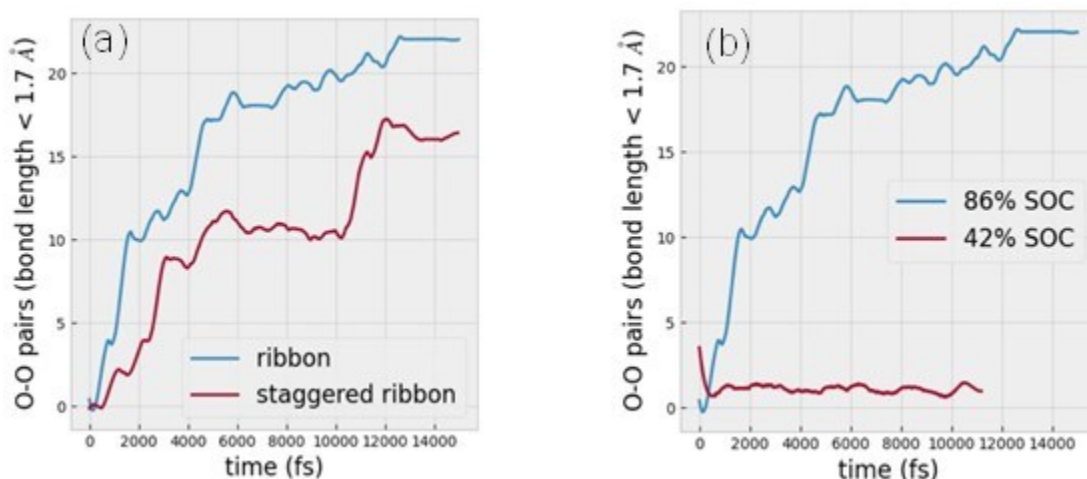 (a)
O-O pairs (bond length < 1.7 Å)
20
15
10
5
0
ribbon
staggered ribbon
0 2000 4000 6000 8000 10000 12000 14000
time (fs)
(b)
O-O pairs (bond length < 1.7 Å)
20
15
10
5
0
86% SOC
42% SOC
0 2000 4000 6000 8000 10000 12000 14000
time (fs)